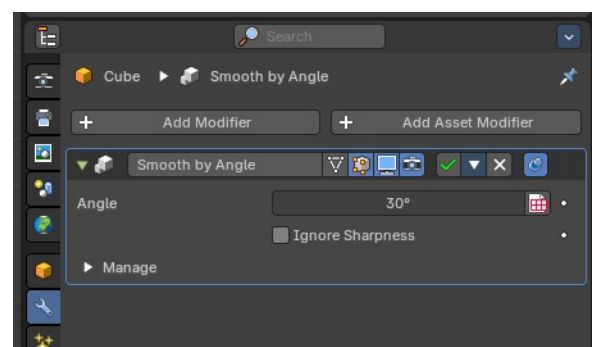 Search
Cube Smooth by Angle
Add Modifier Add Asset Modifier
Smooth by Angle
Angle 30°
Ignore Sharpness
Manage